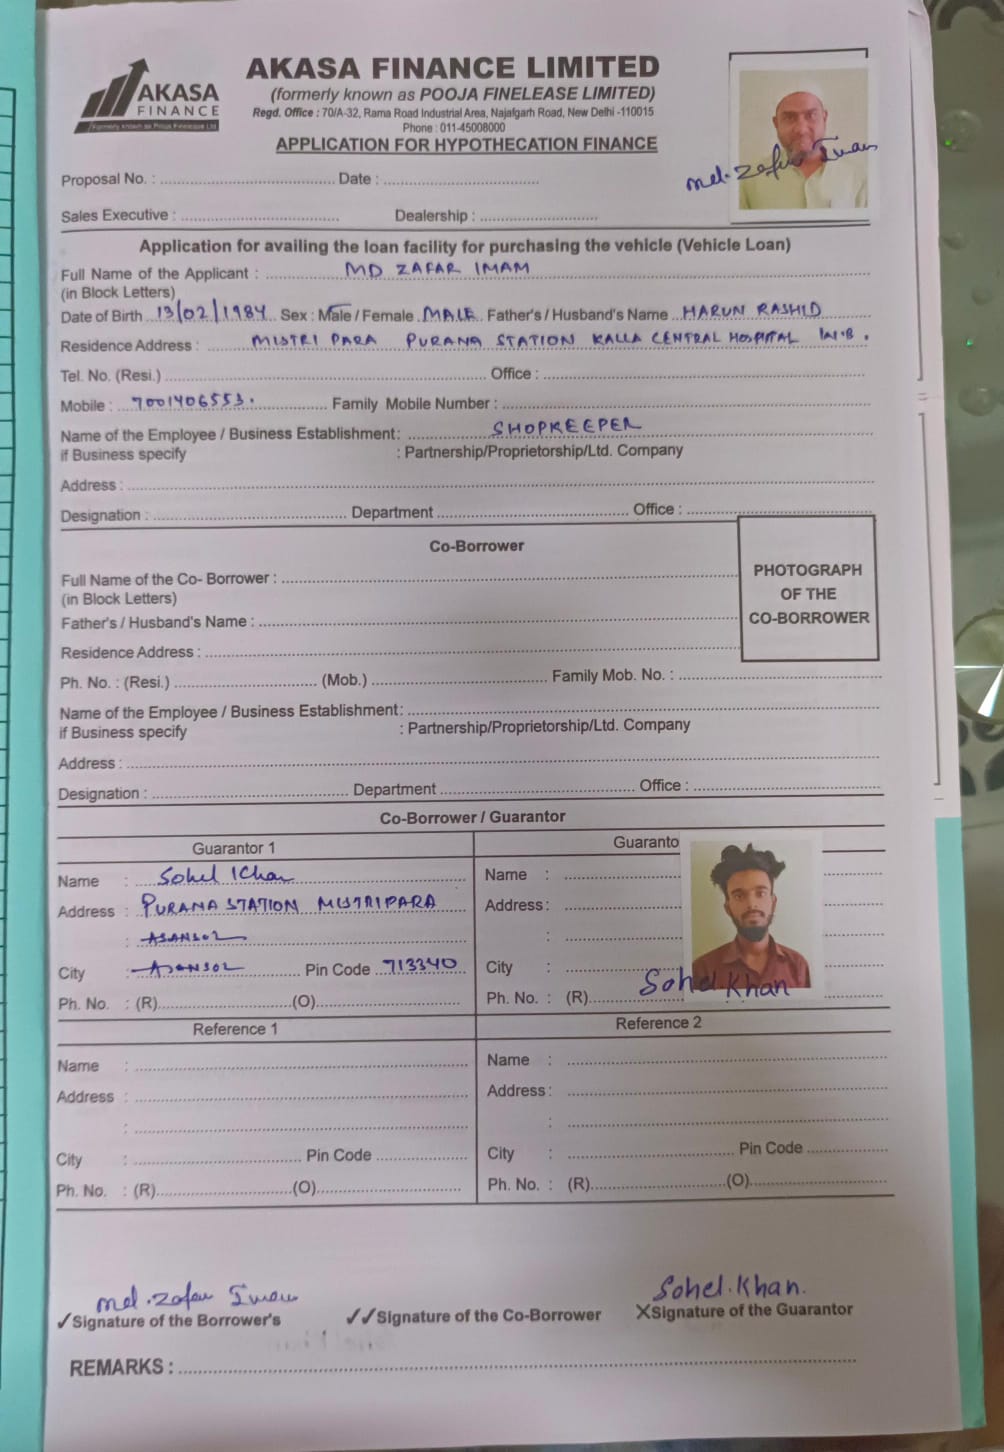 AKASA
FINANCE
Formerly known as Pooja Finelease Ltd
AKASA FINANCE LIMITED
(formerly known as POOJA FINELEASE LIMITED)
Regd. Office : 70/A-32, Rama Road Industrial Area, Najafgarh Road, New Delhi -110015
Phone : 011-45008000
APPLICATION FOR HYPOTHECATION FINANCE
md. Zafar Imam
Proposal No. : Date :
Sales Executive : Dealership :
Application for availing the loan facility for purchasing the vehicle (Vehicle Loan)
Full Name of the Applicant : MD ZAFAR IMAM
(in Block Letters)
Date of Birth 13/02/1984 Sex : Male / Female MALE Father's / Husband's Name HARUN RASHID
Residence Address : MISTRI PARA PURANA STATION KALLA CENTRAL HOSPITAL W.B.
Tel. No. (Resi.) Office :
Mobile : 7001406553. Family Mobile Number :
Name of the Employee / Business Establishment: SHOPKEEPER
if Business specify : Partnership/Proprietorship/Ltd. Company
Address :
Designation : Department Office :
Co-Borrower
PHOTOGRAPH
OF THE
CO-BORROWER
Full Name of the Co- Borrower :
(in Block Letters)
Father's / Husband's Name :
Residence Address :
Ph. No. : (Resi.) (Mob.) Family Mob. No. :
Name of the Employee / Business Establishment:
if Business specify : Partnership/Proprietorship/Ltd. Company
Address :
Designation : Department Office :
Co-Borrower / Guarantor
Guarantor 1
Name : Sohel Khan
Address : PURANA STATION MISTRIPARA
: ASANSOL
City : ASANSOL Pin Code 713340
Ph. No. : (R) (O)
Guaranto
Name :
Address :
:
City :
Ph. No. : (R)
Sohel Khan
Reference 1
Name :
Address :
:
City : Pin Code
Ph. No. : (R) (O)
Reference 2
Name :
Address :
:
City : Pin Code
Ph. No. : (R) (O)
md. Zafar Imam
✓Signature of the Borrower's
✓✓Signature of the Co-Borrower
Sohel. Khan.
XSignature of the Guarantor
REMARKS :